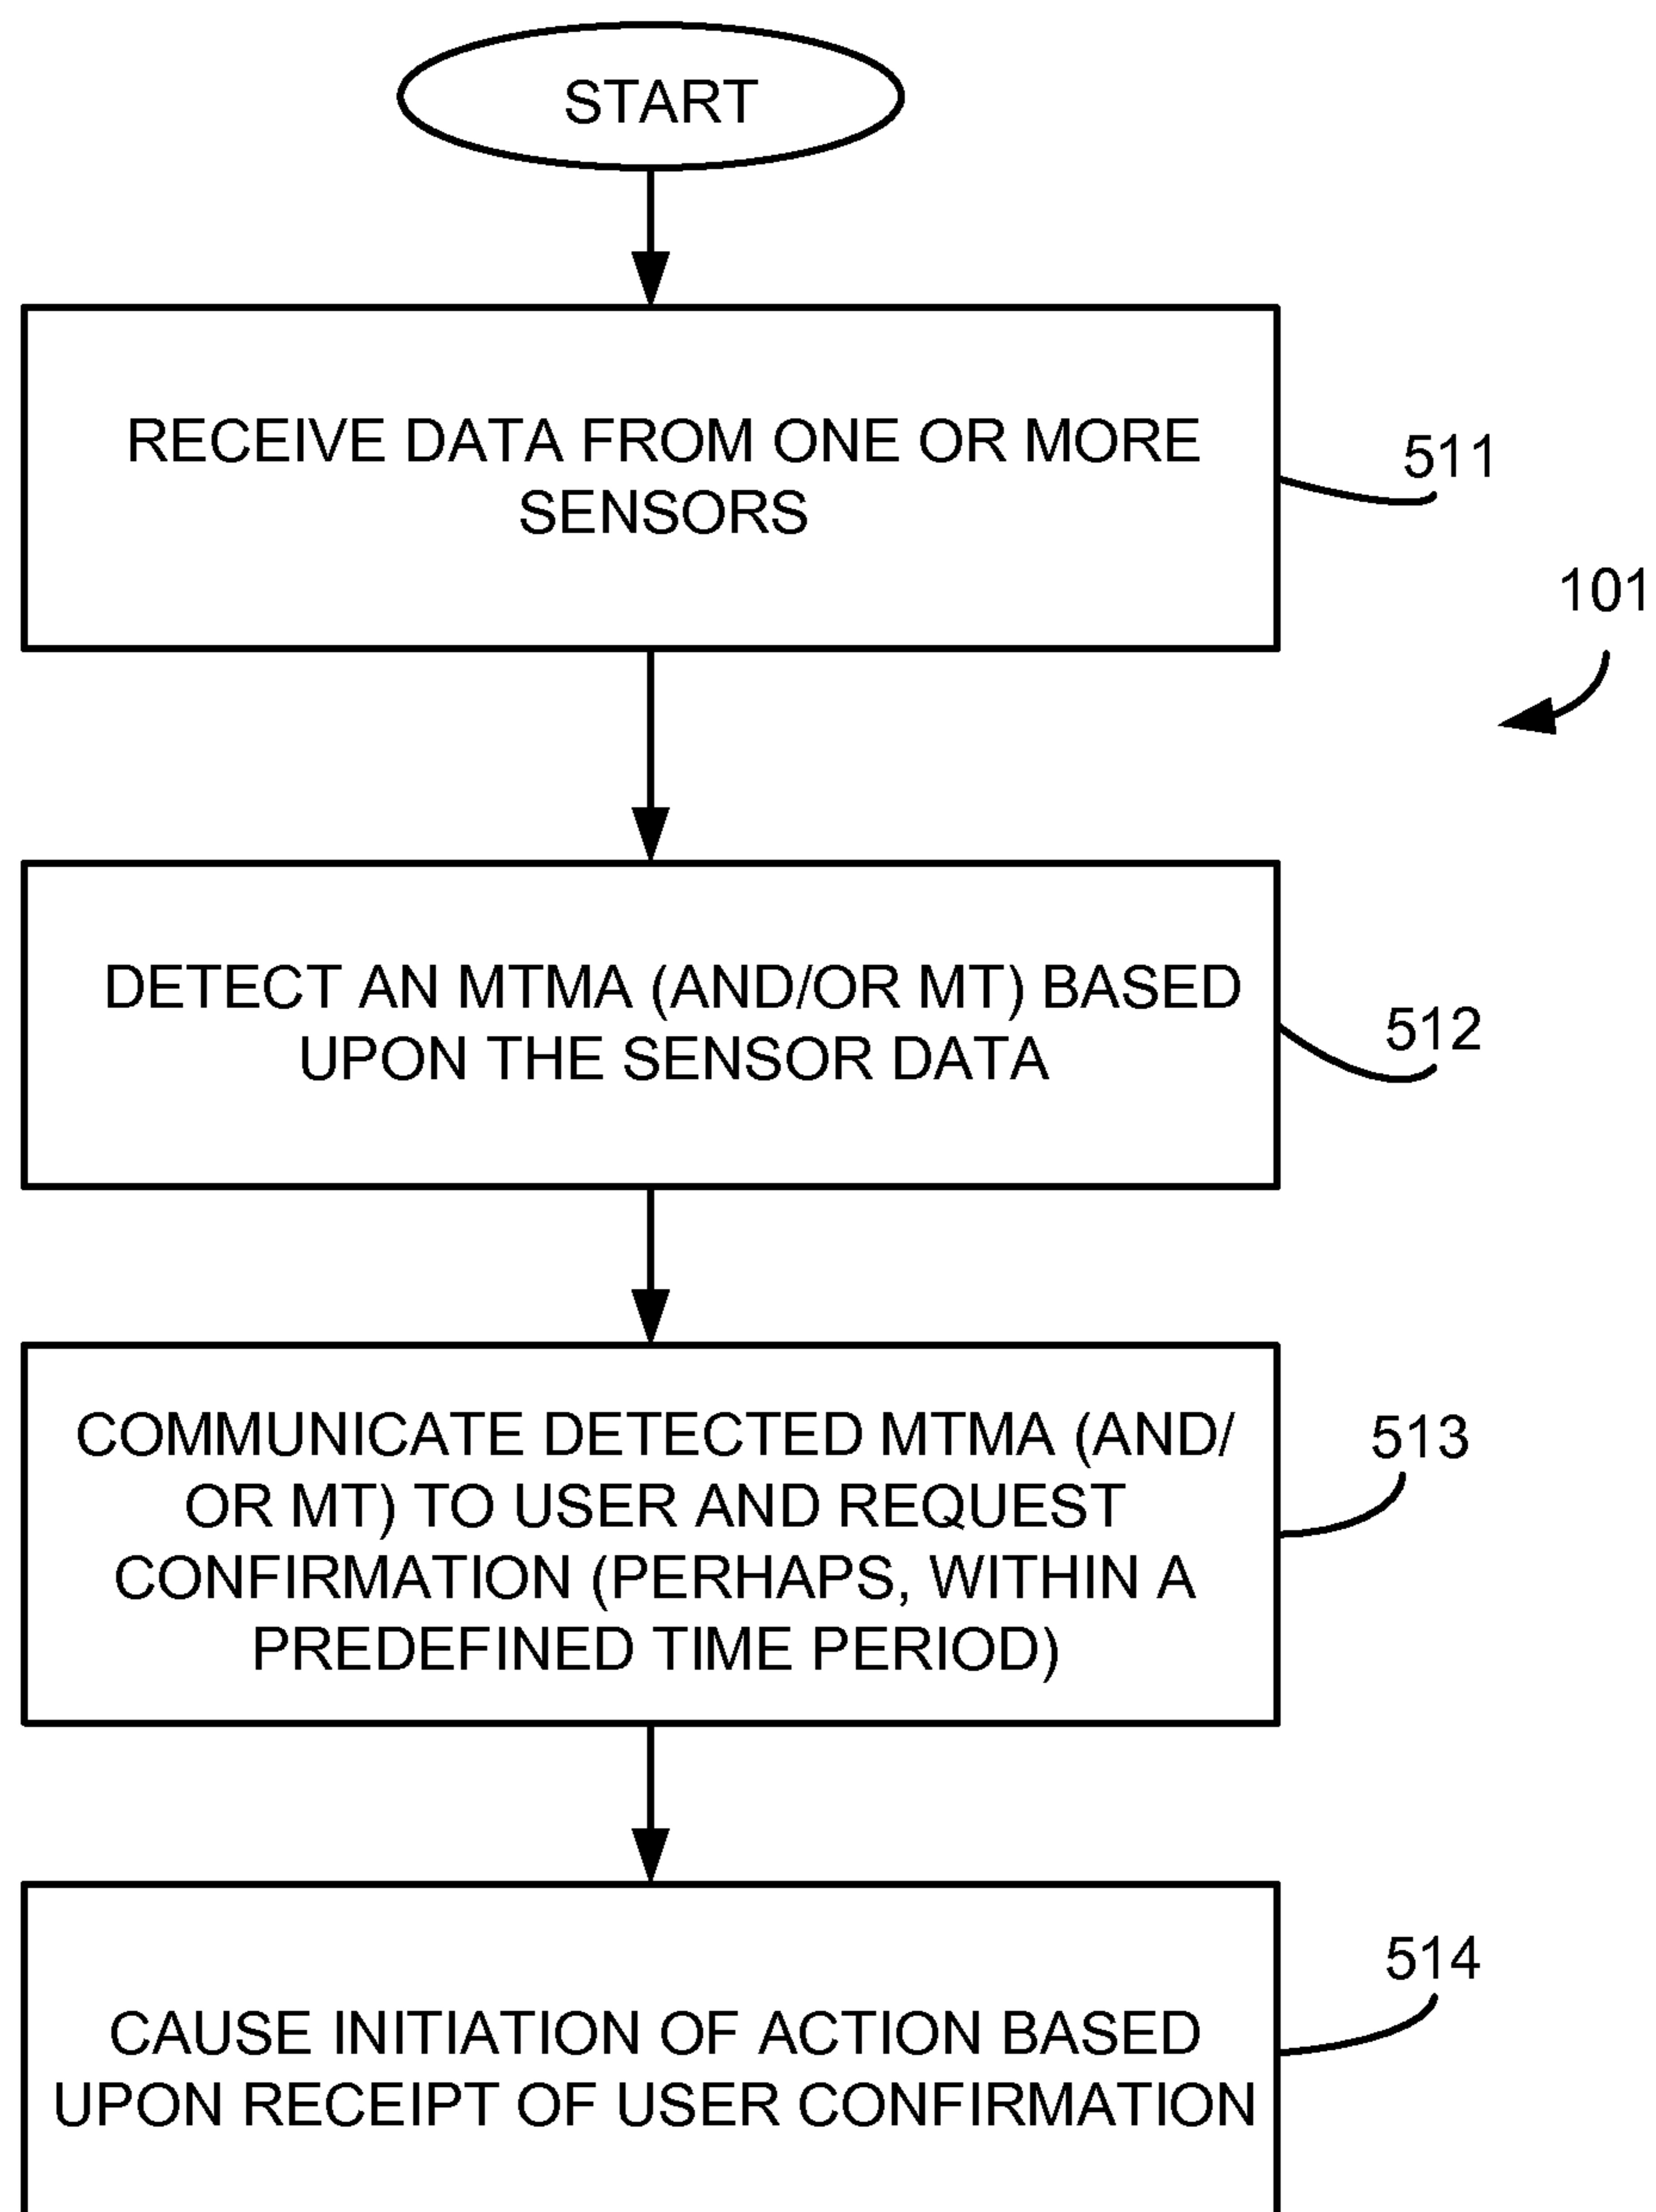 START
RECEIVE DATA FROM ONE OR MORE
SENSORS
511
101
DETECT AN MTMA (AND/OR MT) BASED
UPON THE SENSOR DATA
512
COMMUNICATE DETECTED MTMA (AND/
OR MT) TO USER AND REQUEST
CONFIRMATION (PERHAPS, WITHIN A
PREDEFINED TIME PERIOD)
513
CAUSE INITIATION OF ACTION BASED
UPON RECEIPT OF USER CONFIRMATION
514